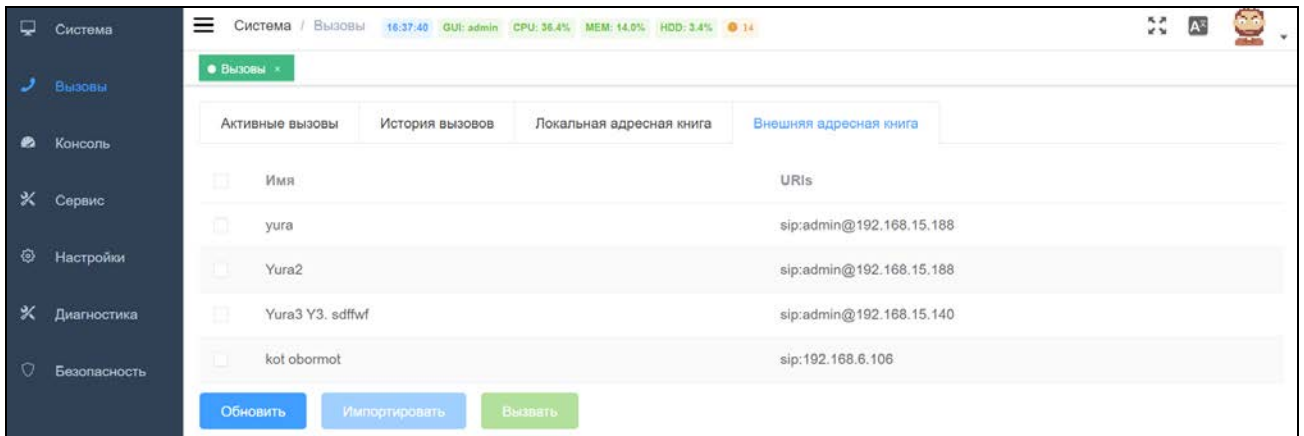 Система
Вызовы
Консоль
Сервис
Настройки
Диагностика
Безопасность
Система / Вызовы 16:37:40 GUI: admin CPU: 36.4% MEM: 14.0% HDD: 3.4% 14
Вызовы ×
Активные вызовы История вызовов Локальная адресная книга Внешняя адресная книга
Имя URIs
yura sip:admin@192.168.15.188
Yura2 sip:admin@192.168.15.188
Yura3 Y3. sdffwf sip:admin@192.168.15.140
kot obormot sip:192.168.6.106
Обновить Импортировать Вызвать